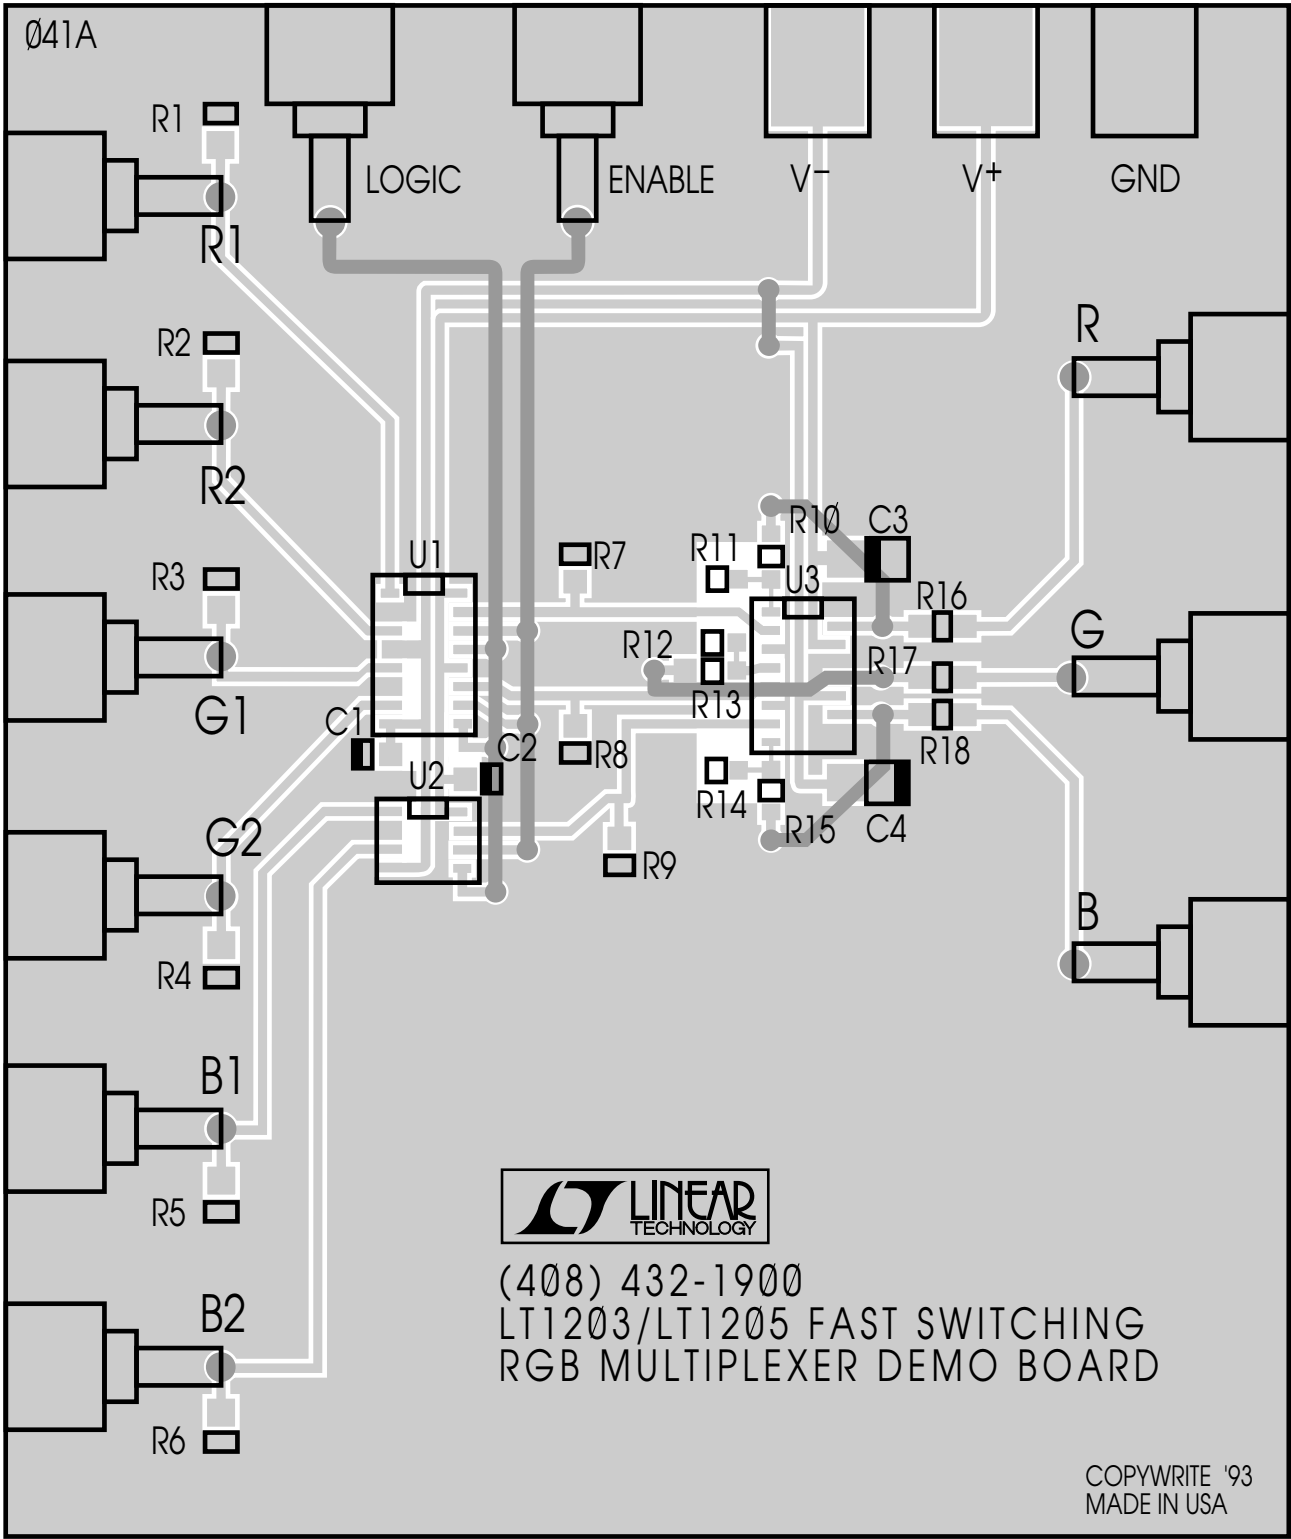 Ø41A
R1
LOGIC
ENABLE
V-
V+
GND
R1
R2
R
R2
U1
R7
R11
R1Ø
C3
R3
U3
R16
R12
G
R17
G1
C1
R13
C2
R8
R18
U2
R14
R15
C4
G2
R9
B
R4
B1
R5
LINEAR
TECHNOLOGY
(4Ø8) 432-19ØØ
LT12Ø3/LT12Ø5 FAST SWITCHING
RGB MULTIPLEXER DEMO BOARD
B2
R6
COPYWRITE '93
MADE IN USA